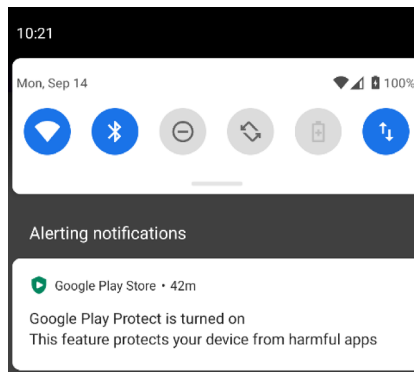 10:21
Mon, Sep 14 100%
Alerting notifications
Google Play Store • 42m
Google Play Protect is turned on
This feature protects your device from harmful apps